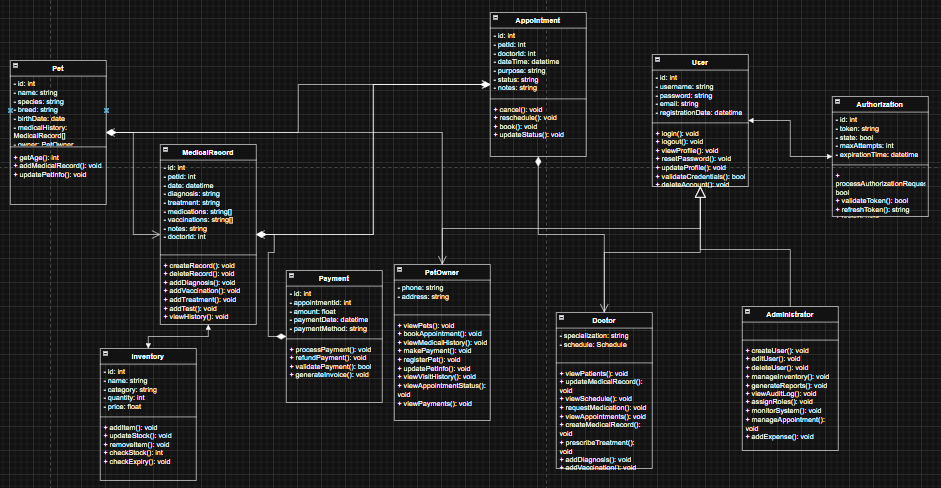 Appointment
- id: int
- petId: int
- doctorId: int
- dateTime: datetime
- purpose: string
- status: string
- notes: string
+ cancel(): void
+ reschedule(): void
+ book(): void
+ updateStatus(): void
User
- id: int
- username: string
- password: string
- email: string
- registrationDate: datetime
+ login(): void
+ logout(): void
+ viewProfile(): void
+ resetPassword(): void
+ updateProfile(): void
+ validateCredentials(): bool
+ deleteAccount(): void
Pet
- id: int
- name: string
- species: string
- breed: string
- birthDate: date
- medicalHistory:
MedicalRecord[]
- owner: PetOwner
+ getAge(): int
+ addMedicalRecord(): void
+ updatePetInfo(): void
Authorization
- id: int
- token: string
- state: bool
- maxAttempts: int
- expirationTime: datetime
+
processAuthorizationReque
bool
+ validateToken(): bool
+ refreshToken(): string
MedicalRecord
- id: int
- petId: int
- date: datetime
- diagnosis: string
- treatment: string
- medications: string[]
- vaccinations: string[]
- notes: string
- doctorId: int
+ createRecord(): void
+ deleteRecord(): void
+ addDiagnosis(): void
+ addVaccination(): void
+ addTreatment(): void
+ addTest(): void
+ viewHistory(): void
Payment
- id: int
- appointmentId: int
- amount: float
- paymentDate: datetime
- paymentMethod: string
+ processPayment(): void
+ refundPayment(): void
+ validatePayment(): bool
+ generateInvoice(): void
PetOwner
- phone: string
- address: string
+ viewPets(): void
+ bookAppointment(): void
+ viewMedicalHistory(): void
+ makePayment(): void
+ registerPet(): void
+ updatePetInfo(): void
+ viewVisitHistory(): void
+ viewAppointmentStatus():
void
+ viewPayments(): void
Doctor
- specialization: string
- schedule: Schedule
+ viewPatients(): void
+ updateMedicalRecord():
void
+ viewSchedule(): void
+ requestMedication(): void
+ viewAppointments(): void
+ createMedicalRecord():
void
+ prescribeTreatment():
void
+ addDiagnosis(): void
+ addVaccination(): void
Administrator
+ createUser(): void
+ editUser(): void
+ deleteUser(): void
+ manageInventory(): void
+ generateReports(): void
+ viewAuditLog(): void
+ assignRoles(): void
+ monitorSystem(): void
+ manageAppointment():
void
+ addExpense(): void
Inventory
- id: int
- name: string
- category: string
- quantity: int
- price: float
+ addItem(): void
+ updateStock(): void
+ removeItem(): void
+ checkStock(): int
+ checkExpiry(): void